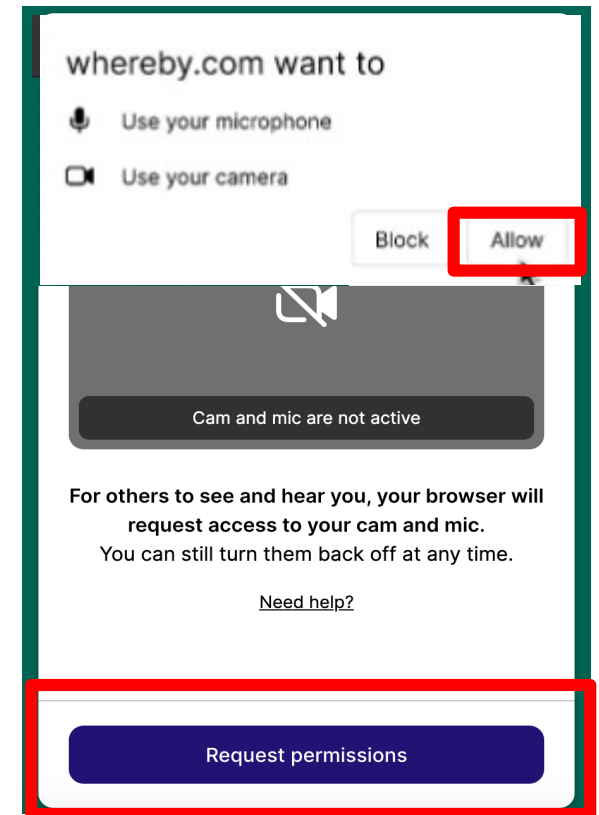 whereby.com want to
Use your microphone
Use your camera
Block Allow
Cam and mic are not active
For others to see and hear you, your browser will
request access to your cam and mic.
You can still turn them back off at any time.
Need help?
Request permissions